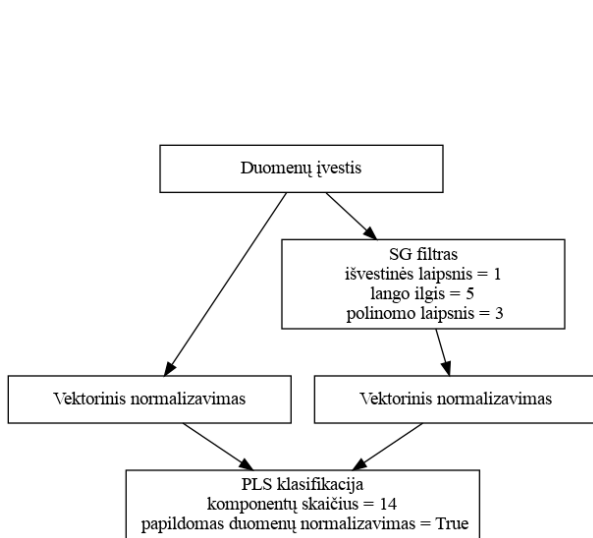 Duomenų įvestis
SG filtras
išvestinės laipsnis = 1
lango ilgis = 5
polinomo laipsnis = 3
Vektorinis normalizavimas
Vektorinis normalizavimas
PLS klasifikacija
komponentų skaičius = 14
papildomas duomenų normalizavimas = True